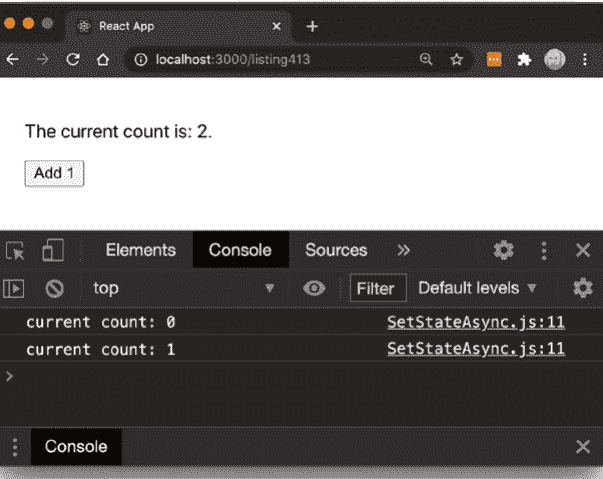 React App
localhost:3000/listing413
The current count is: 2.
Add 1
Elements Console Sources »
top Filter Default levels
current count: 0 SetStateAsync.js:11
current count: 1 SetStateAsync.js:11
>
Console